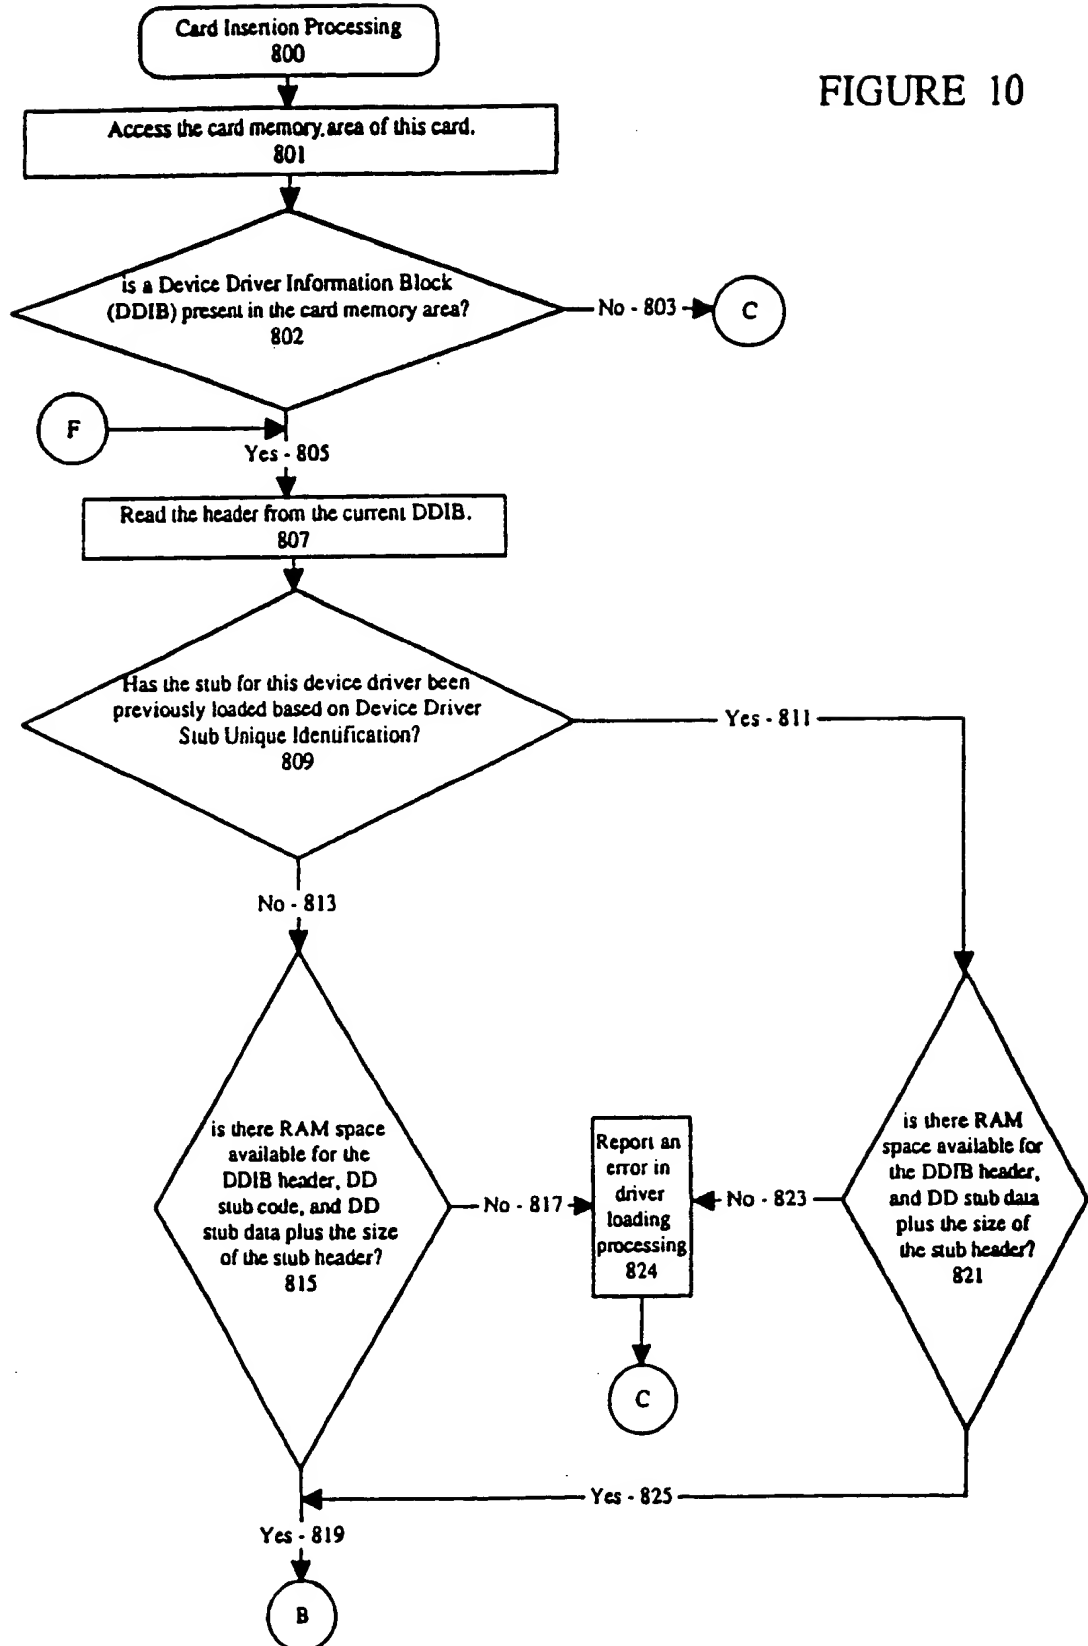 Card Insertion Processing
800
FIGURE 10
Access the card memory area of this card.
801
is a Device Driver Information Block
(DDIB) present in the card memory area?
802
No - 803
C
F
Yes - 805
Read the header from the current DDIB.
807
Has the stub for this device driver been
previously loaded based on Device Driver
Stub Unique Identification?
809
Yes - 811
No - 813
is there RAM space
available for the
DDIB header, DD
stub code, and DD
stub data plus the size
of the stub header?
815
No - 817
Report an
error in
driver
loading
processing
824
No - 823
is there RAM
space available for
the DDIB header,
and DD stub data
plus the size of
the stub header?
821
C
Yes - 825
Yes - 819
B